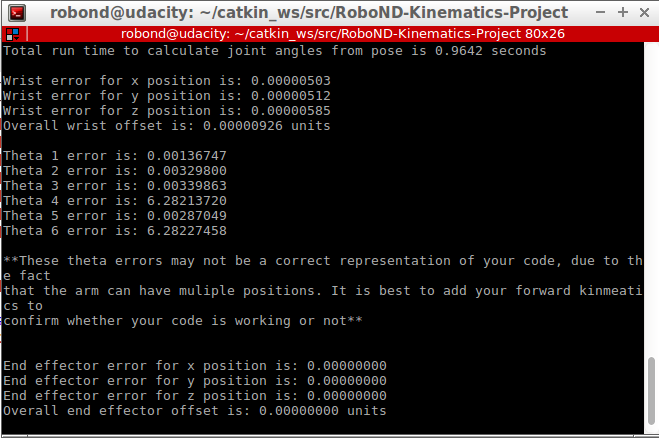 robond@udacity: ~/catkin_ws/src/RoboND-Kinematics-Project
robond@udacity: ~/catkin_ws/src/RoboND-Kinematics-Project 80x26
Total run time to calculate joint angles from pose is 0.9642 seconds
Wrist error for x position is: 0.00000503
Wrist error for y position is: 0.00000512
Wrist error for z position is: 0.00000585
Overall wrist offset is: 0.00000926 units
Theta 1 error is: 0.00136747
Theta 2 error is: 0.00329800
Theta 3 error is: 0.00339863
Theta 4 error is: 6.28213720
Theta 5 error is: 0.00287049
Theta 6 error is: 6.28227458
**These theta errors may not be a correct representation of your code, due to th
e fact
that the arm can have muliple positions. It is best to add your forward kinmeati
cs to
confirm whether your code is working or not**
End effector error for x position is: 0.00000000
End effector error for y position is: 0.00000000
End effector error for z position is: 0.00000000
Overall end effector offset is: 0.00000000 units